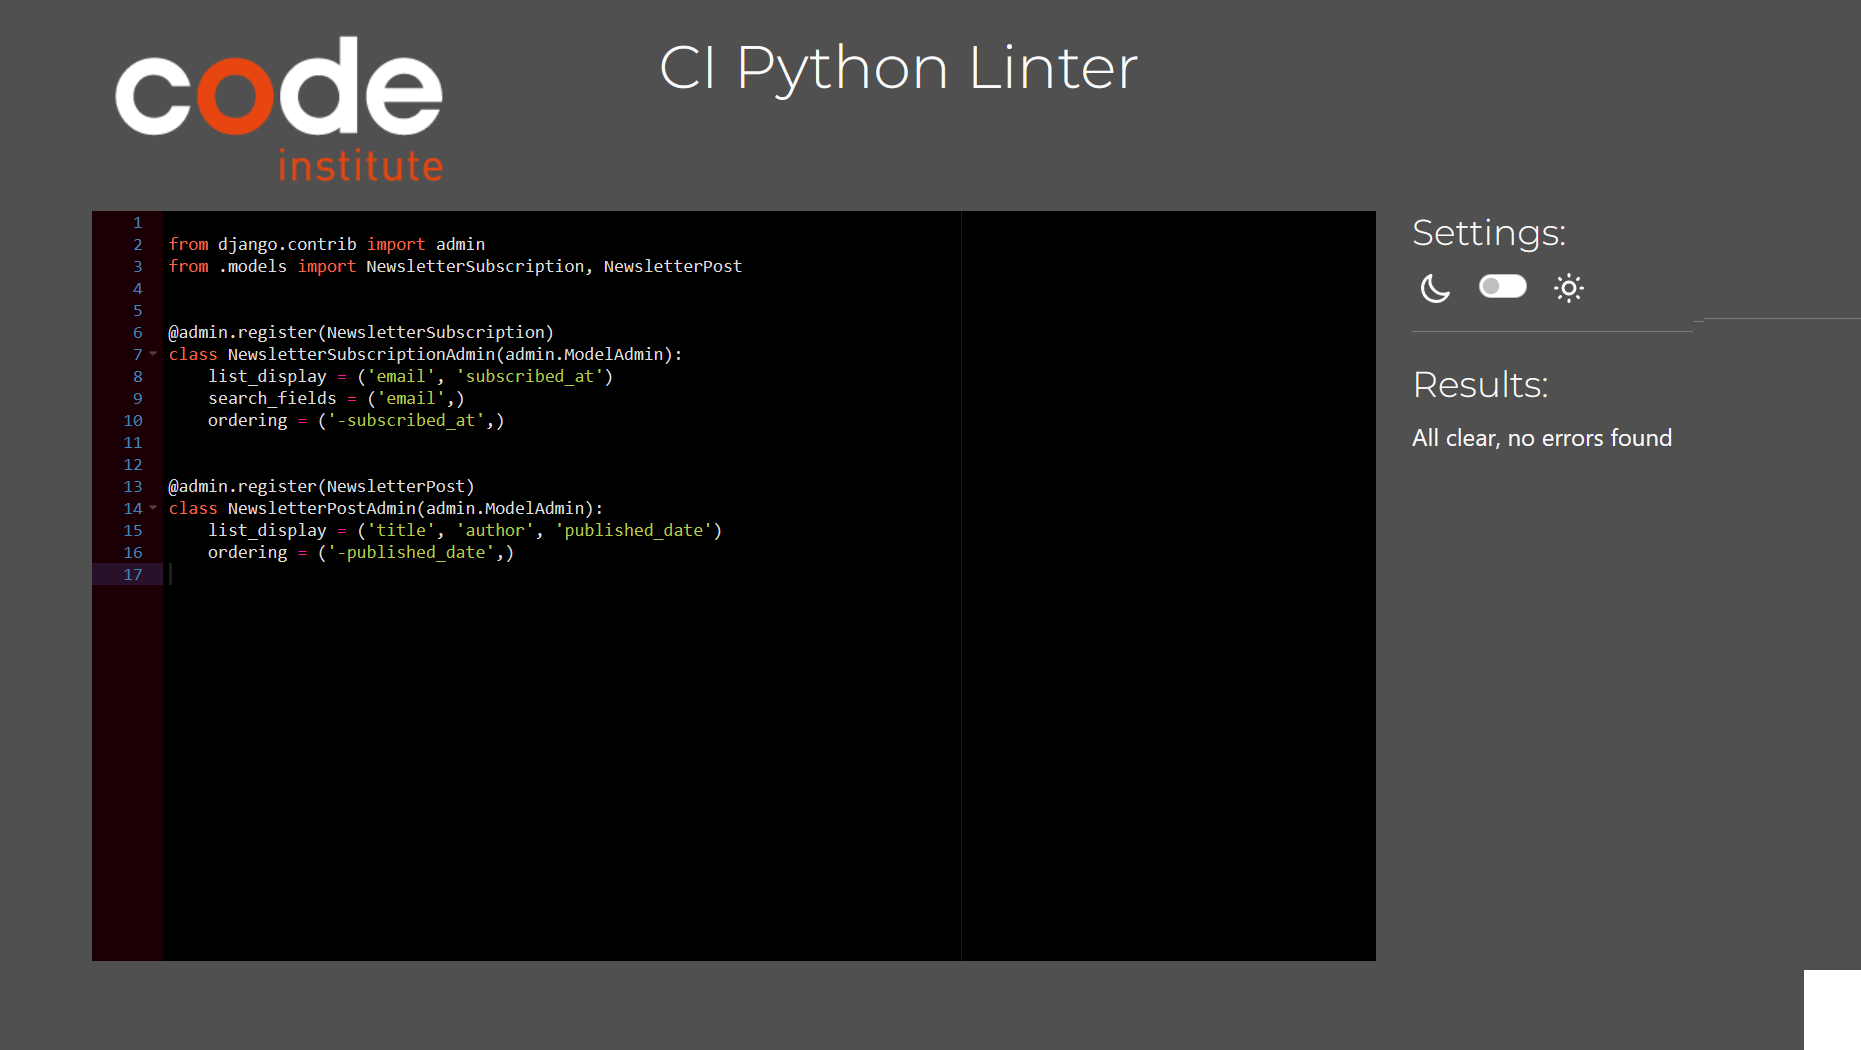 code
institute
CI Python Linter
1
2 from django.contrib import admin
3 from .models import NewsletterSubscription, NewsletterPost
4
5
6 @admin.register(NewsletterSubscription)
7 class NewsletterSubscriptionAdmin(admin.ModelAdmin):
8     list_display = ('email', 'subscribed_at')
9     search_fields = ('email',)
10     ordering = ('-subscribed_at',)
11
12
13 @admin.register(NewsletterPost)
14 class NewsletterPostAdmin(admin.ModelAdmin):
15     list_display = ('title', 'author', 'published_date')
16     ordering = ('-published_date',)
17
Settings:
Results:
All clear, no errors found